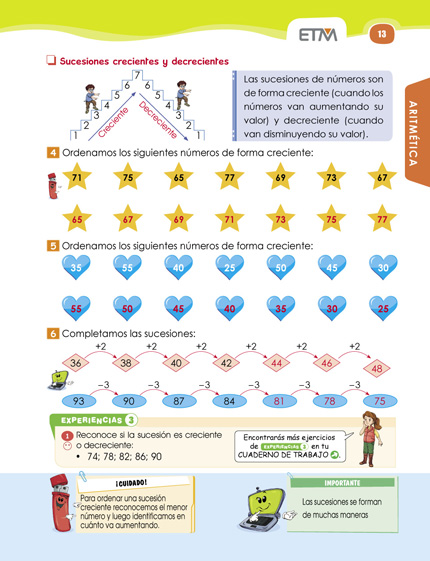 ETM
13
ARITMÉTICA
Sucesiones crecientes y decrecientes
7
6 6
5 5
4 4
3 3
2 2
1 1
Creciente
Decreciente
Las sucesiones de números son
de forma creciente (cuando los
números van aumentando su
valor) y decreciente (cuando
van disminuyendo su valor).
4 Ordenamos los siguientes números de forma creciente:
71 75 65 77 69 73 67
65 67 69 71 73 75 77
5 Ordenamos los siguientes números de forma creciente:
35 55 40 25 50 45 30
55 50 45 40 35 30 25
6 Completamos las sucesiones:
+2 +2 +2 +2 +2 +2
36 38 40 42 44 46 48
−3 −3 −3 −3 −3 −3
93 90 87 84 81 78 75
EXPERIENCIAS 3
1 Reconoce si la sucesión es creciente
o decreciente:
• 74; 78; 82; 86; 90
Encontrarás más ejercicios
de EXPERIENCIAS 3 en tu
CUADERNO DE TRABAJO
¡CUIDADO!
Para ordenar una sucesión
creciente reconocemos el menor
número y luego identificamos en
cuánto va aumentando.
IMPORTANTE
Las sucesiones se forman
de muchas maneras